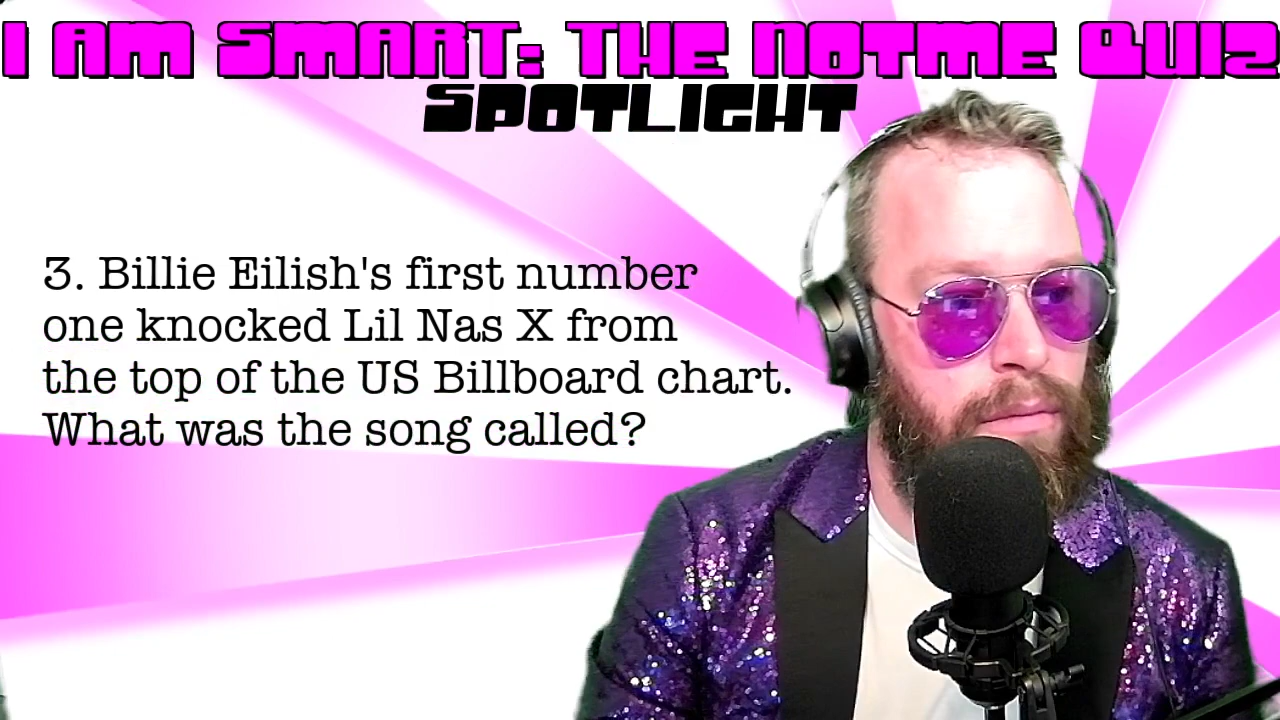 I AM SMART: THE NOTME QUIZ
SPOTLIGHT
3. Billie Eilish's first number
one knocked Lil Nas X from
the top of the US Billboard chart.
What was the song called?